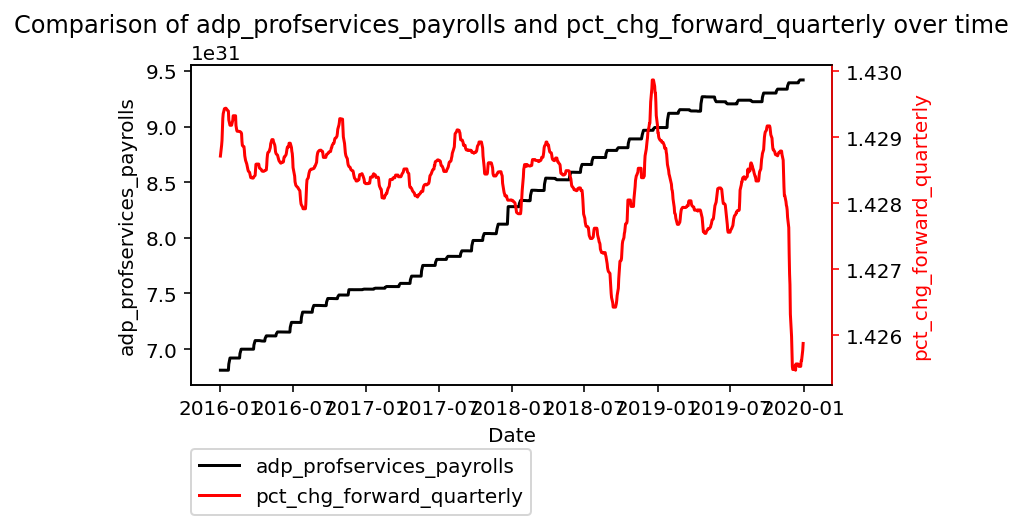 Comparison of adp_profservices_payrolls and pct_chg_forward_quarterly over time
1e31
9.5
9.0
8.5
8.0
7.5
7.0
adp_profservices_payrolls
1.430
1.429
1.428
1.427
1.426
pct_chg_forward_quarterly
2016-01 2016-07 2017-01 2017-07 2018-01 2018-07 2019-01 2019-07 2020-01
Date
adp_profservices_payrolls
pct_chg_forward_quarterly